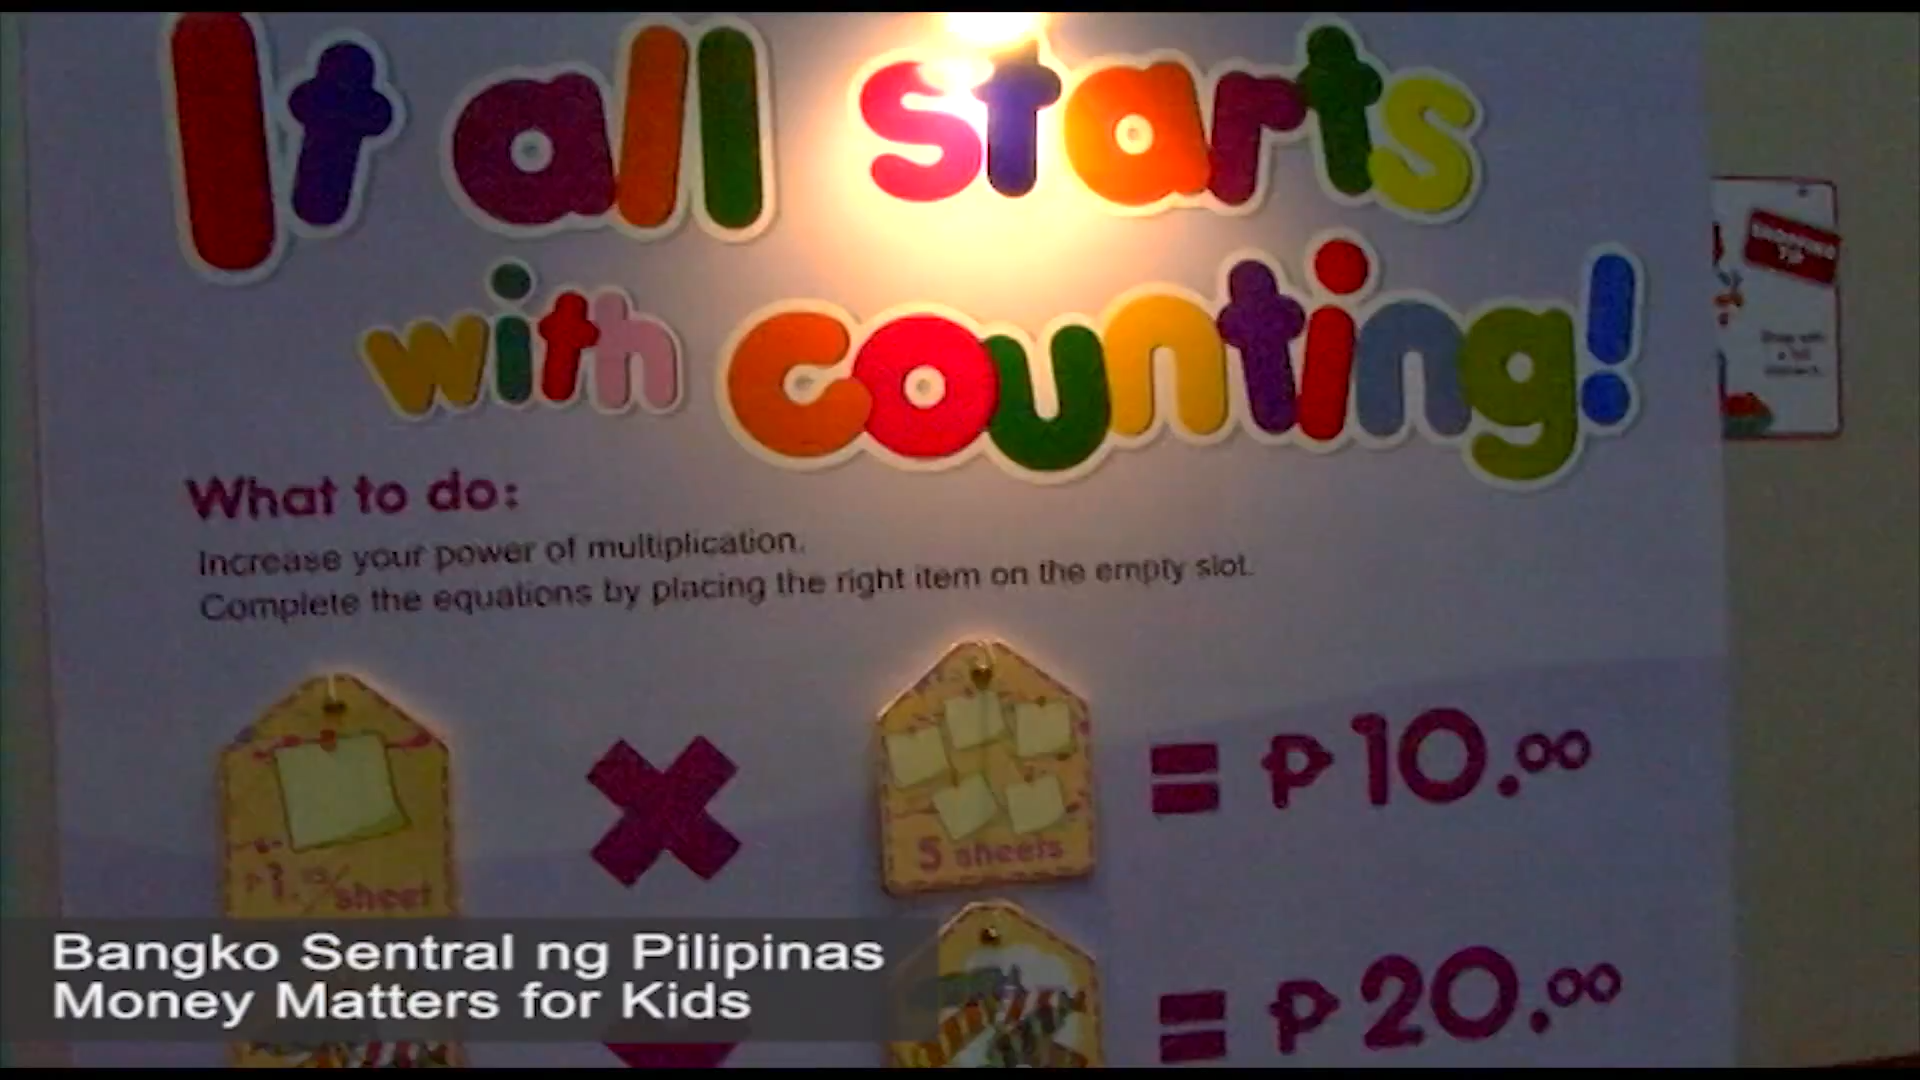 It all starts
with counting!
What to do:
Increase your power of multiplication.
Complete the equations by placing the right item on the empty slot.
5 sheets
= ₱10.00
/sheet
= ₱20.00
Bangko Sentral ng Pilipinas
Money Matters for Kids